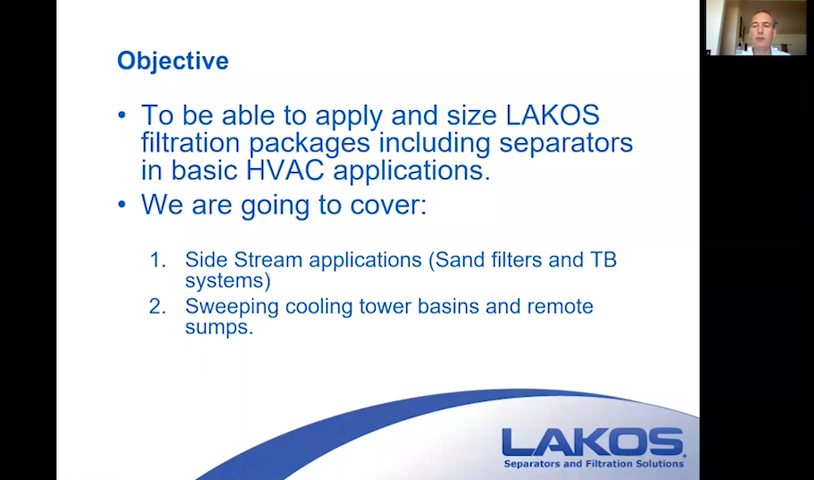 Objective
• To be able to apply and size LAKOS
filtration packages including separators
in basic HVAC applications.
• We are going to cover:
1. Side Stream applications (Sand filters and TB
systems)
2. Sweeping cooling tower basins and remote
sumps.
LAKOS
Separators and Filtration Solutions